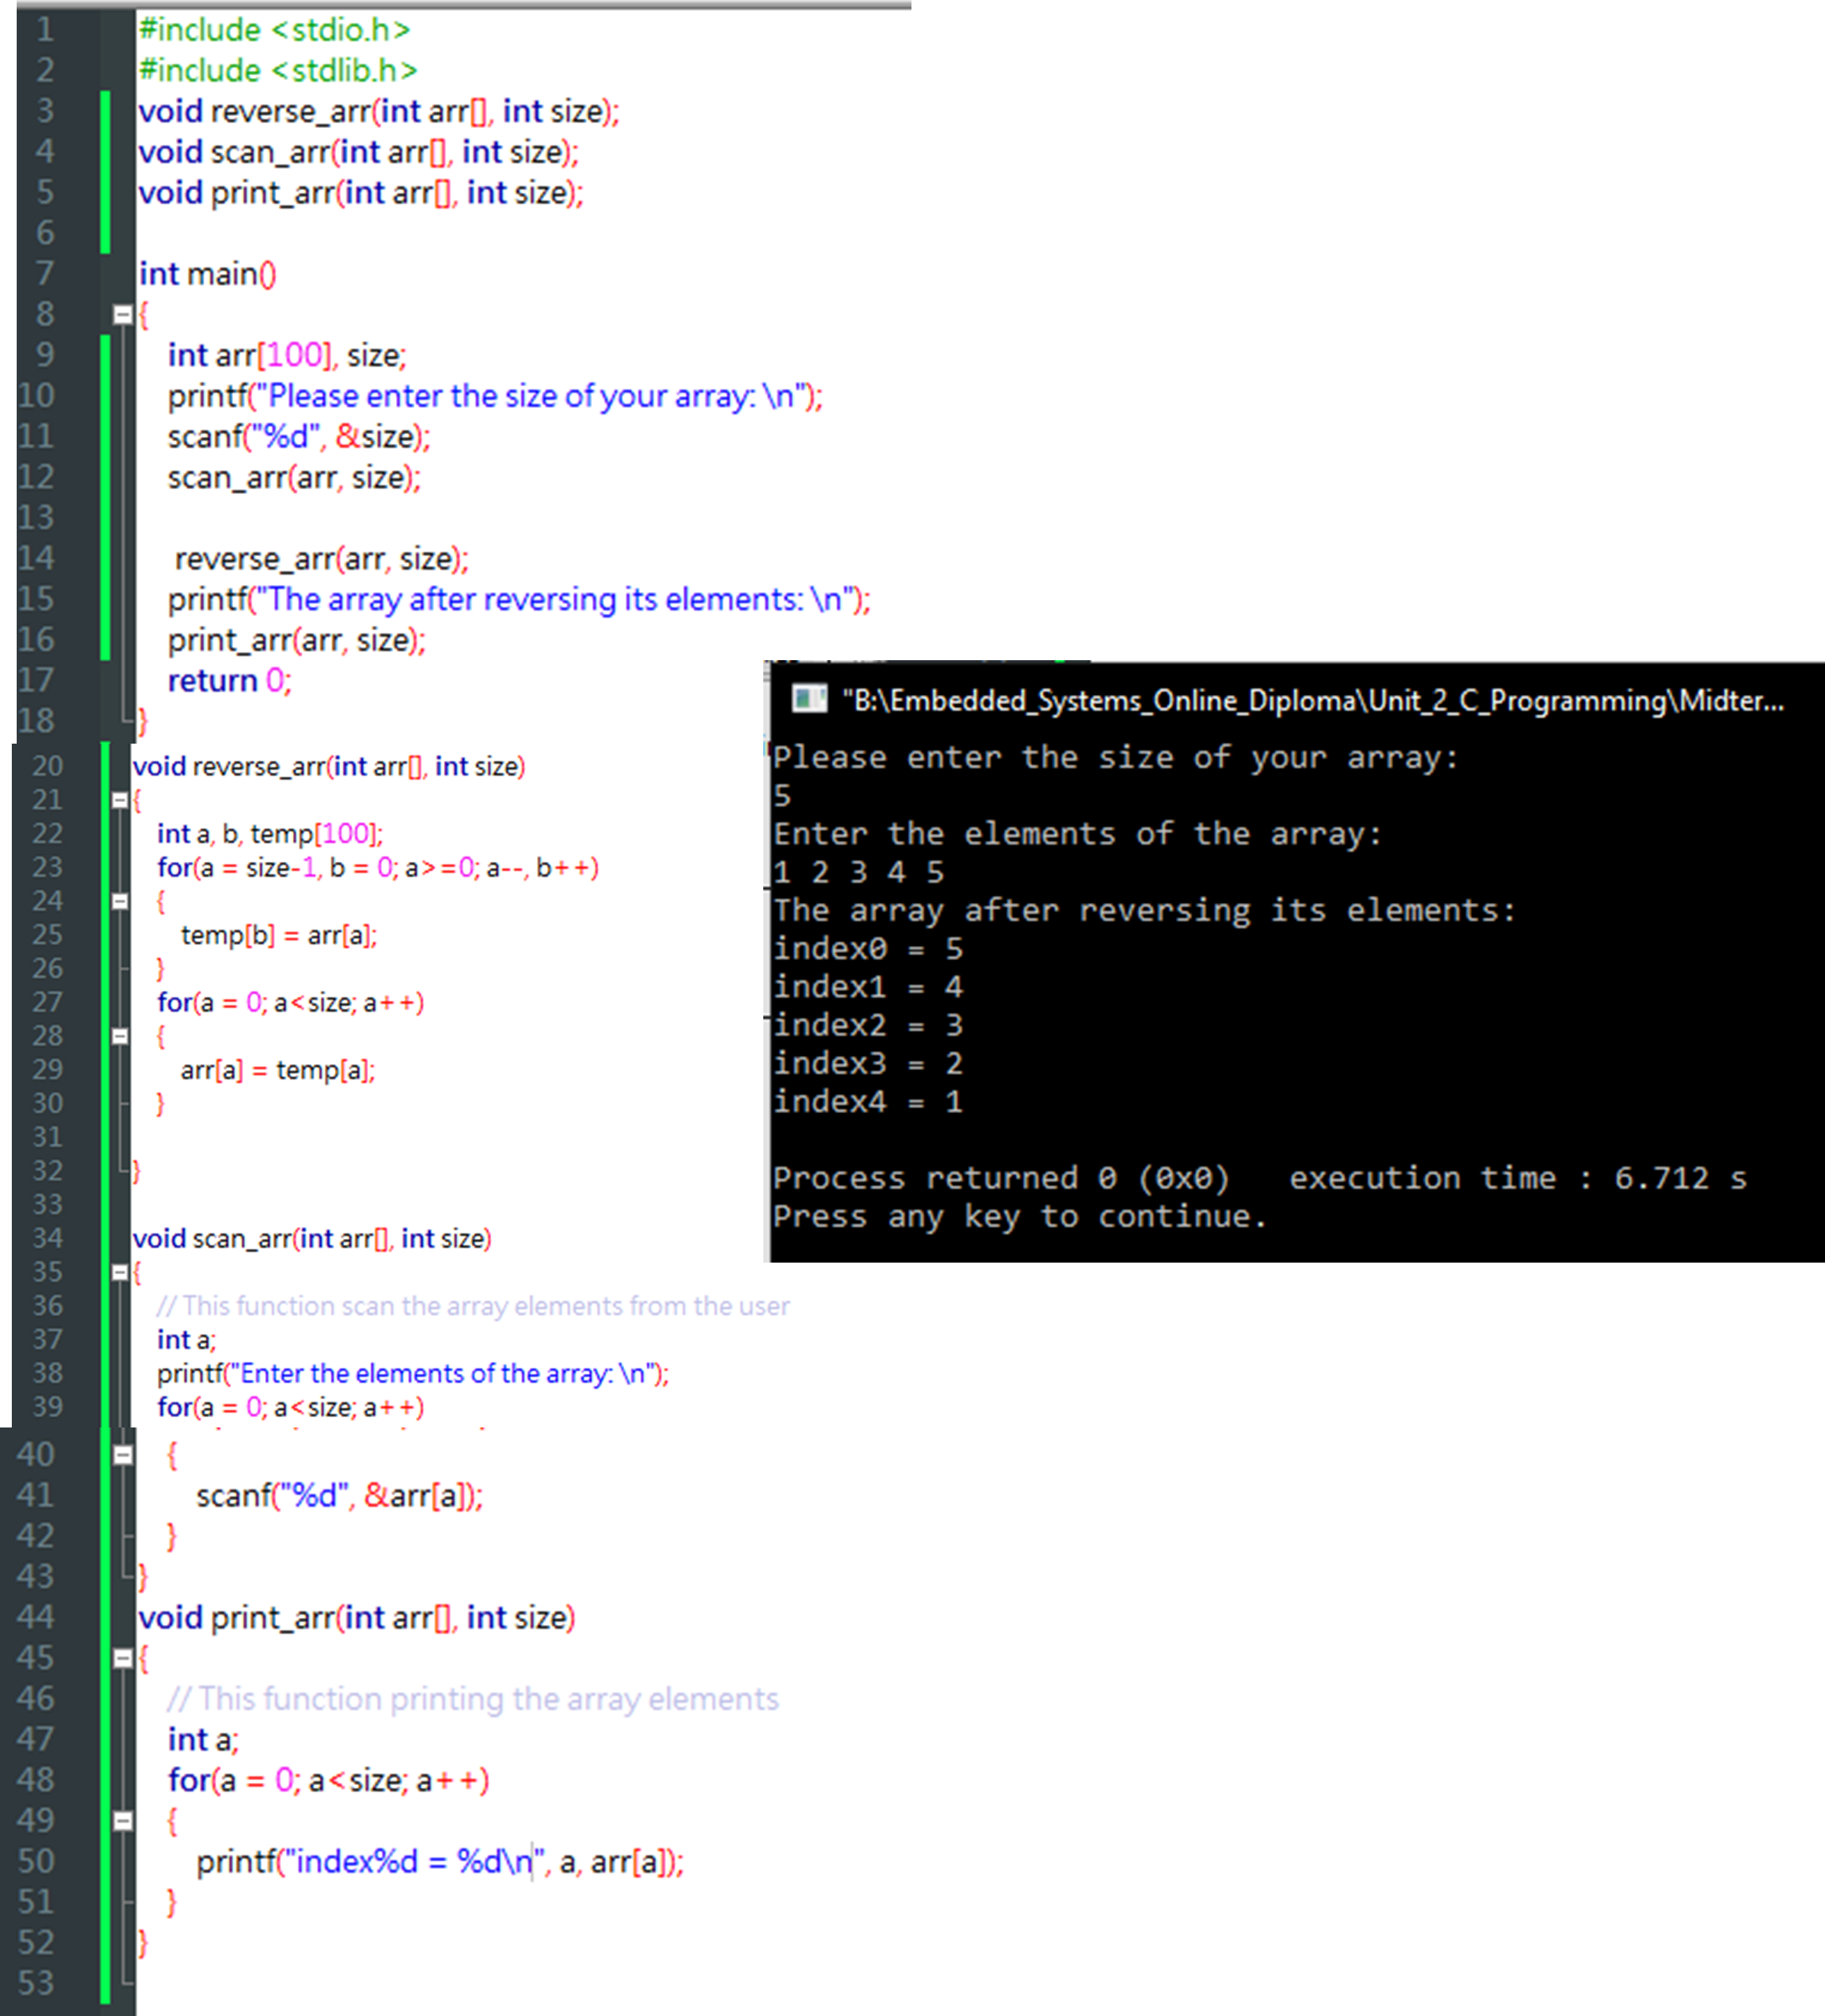 1 #include <stdio.h>
2 #include <stdlib.h>
3 void reverse_arr(int arr[], int size);
4 void scan_arr(int arr[], int size);
5 void print_arr(int arr[], int size);
6
7 int main()
8 {
9 int arr[100], size;
10 printf("Please enter the size of your array: \n");
11 scanf("%d", &size);
12 scan_arr(arr, size);
13
14 reverse_arr(arr, size);
15 printf("The array after reversing its elements: \n");
16 print_arr(arr, size);
17 return 0;
18 }
20 void reverse_arr(int arr[], int size)
21 {
22 int a, b, temp[100];
23 for(a = size-1, b = 0; a>=0; a--, b++)
24 {
25 temp[b] = arr[a];
26 }
27 for(a = 0; a<size; a++)
28 {
29 arr[a] = temp[a];
30 }
31
32 }
33
34 void scan_arr(int arr[], int size)
35 {
36 // This function scan the array elements from the user
37 int a;
38 printf("Enter the elements of the array: \n");
39 for(a = 0; a<size; a++)
40 {
41 scanf("%d", &arr[a]);
42 }
43 }
44 void print_arr(int arr[], int size)
45 {
46 // This function printing the array elements
47 int a;
48 for(a = 0; a<size; a++)
49 {
50 printf("index%d = %d\n", a, arr[a]);
51 }
52 }
53
"B:\Embedded_Systems_Online_Diploma\Unit_2_C_Programming\Midter...
Please enter the size of your array:
5
Enter the elements of the array:
1 2 3 4 5
The array after reversing its elements:
index0 = 5
index1 = 4
index2 = 3
index3 = 2
index4 = 1
Process returned 0 (0x0) execution time : 6.712 s
Press any key to continue.